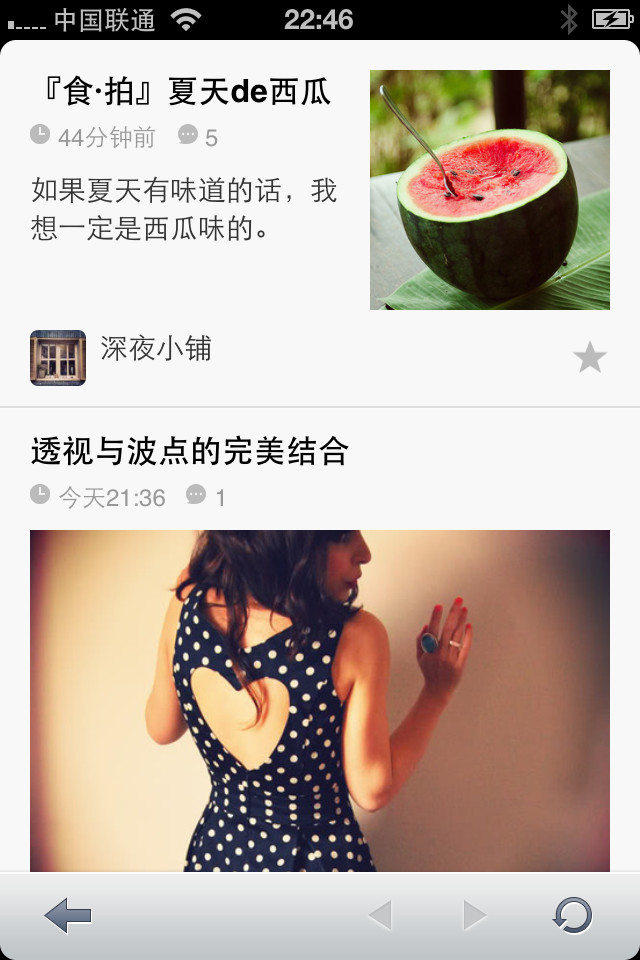 中国联通
22:46
『食·拍』夏天de西瓜
44分钟前
5
如果夏天有味道的话，我
想一定是西瓜味的。
深夜小铺
透视与波点的完美结合
今天21:36
1